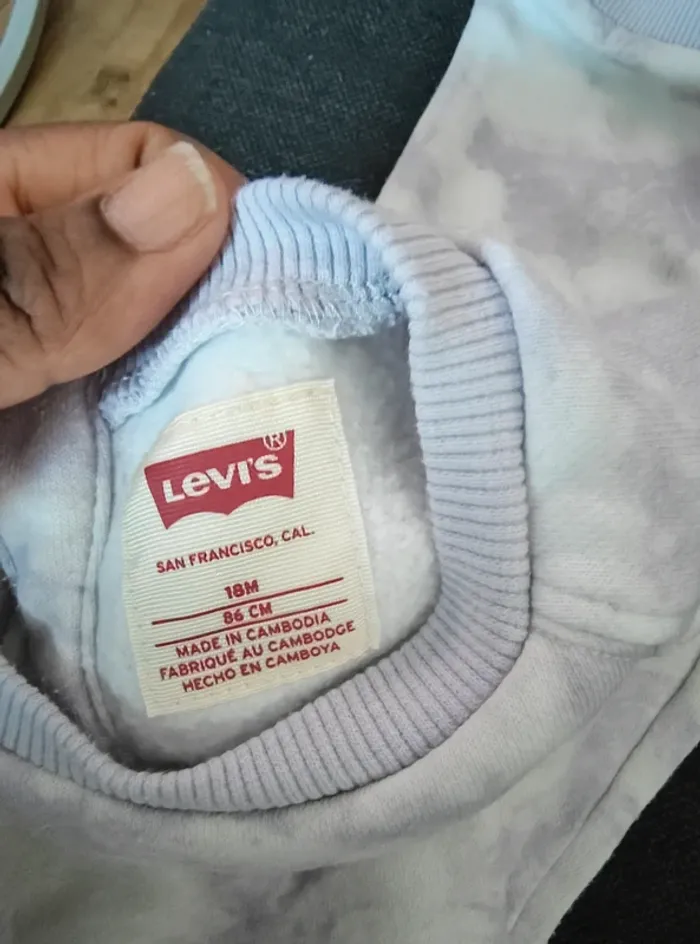 LEVI'S®
SAN FRANCISCO, CAL.
18M
86 CM
MADE IN CAMBODIA
FABRIQUÉ AU CAMBODGE
HECHO EN CAMBOYA